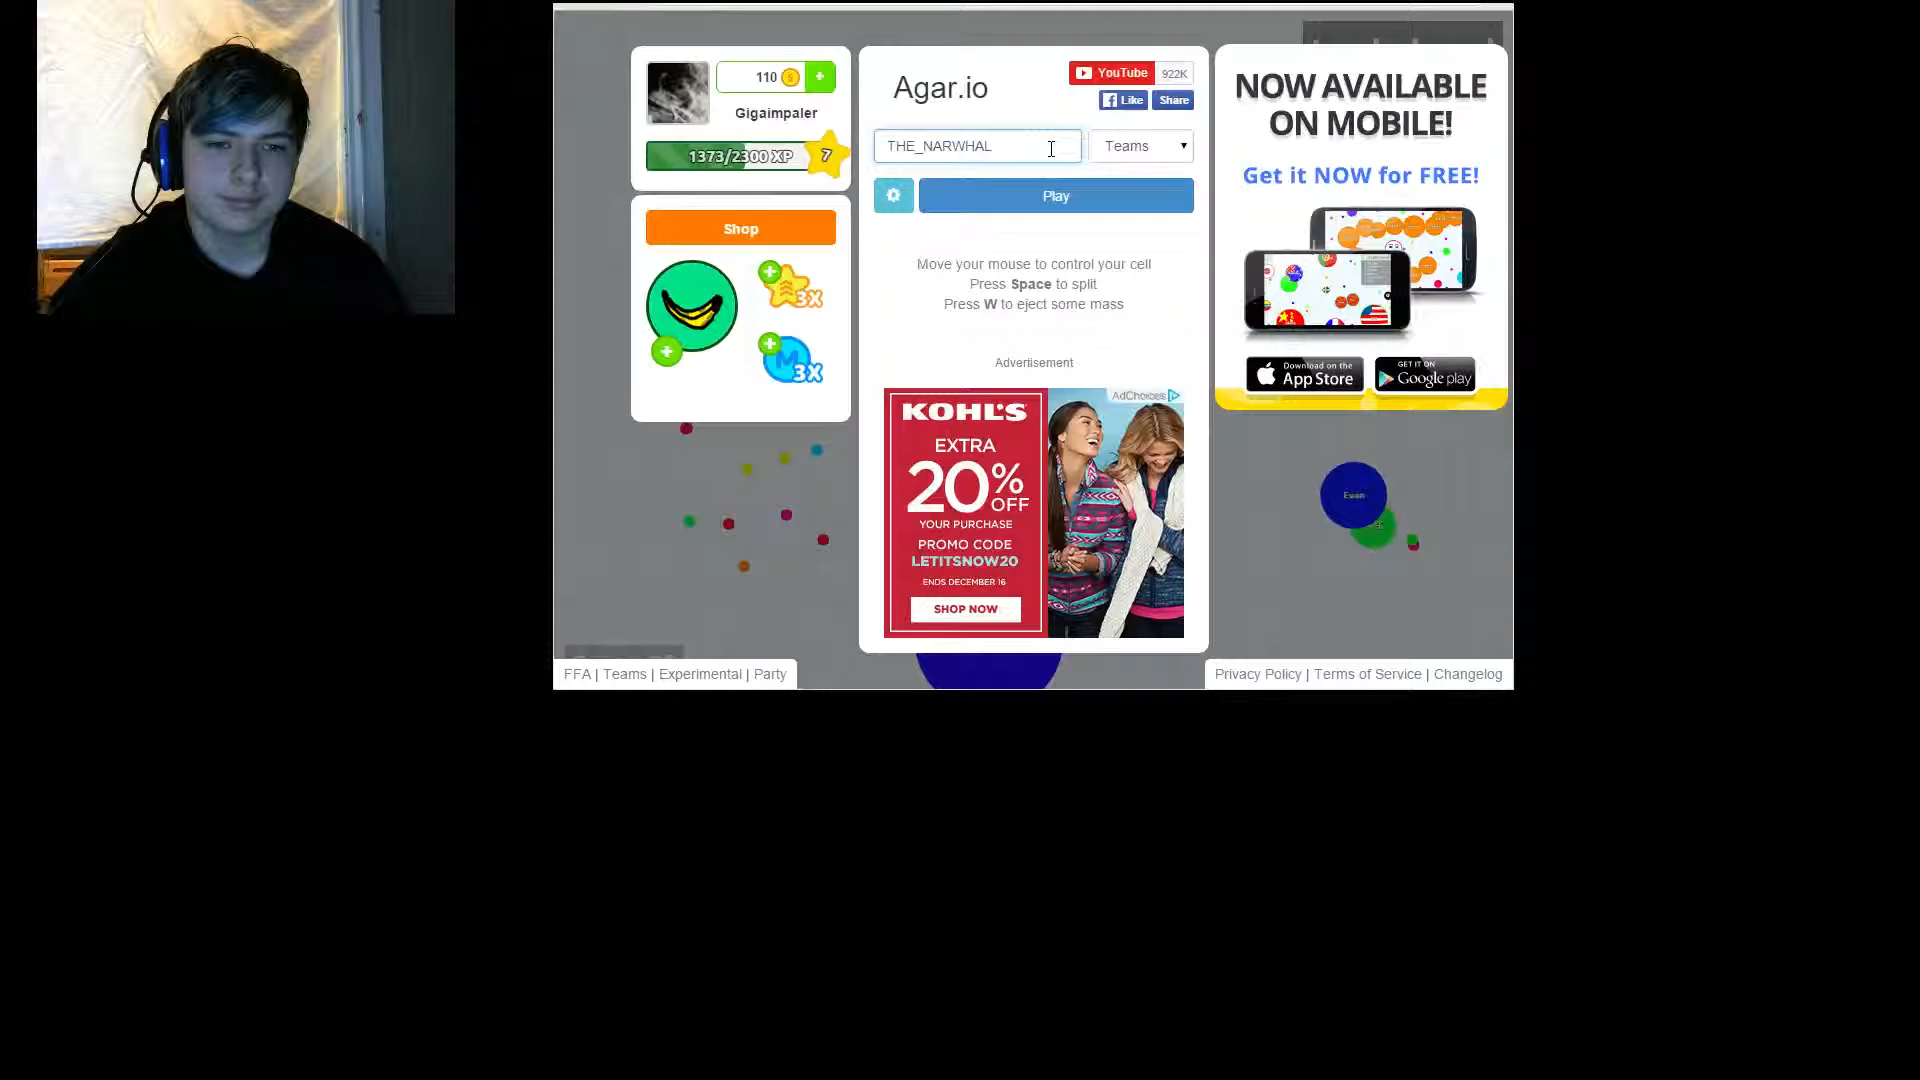 110
Gigaimpaler
1373/2300 XP
7
Shop
3X
M
3X
Agar.io
YouTube
922K
Like
Share
THE_NARWHAL
Teams
Play
Move your mouse to control your cell
Press Space to split
Press W to eject some mass
Advertisement
AdChoices
KOHL'S
EXTRA
20%
OFF
YOUR PURCHASE
PROMO CODE
LETITSNOW20
ENDS DECEMBER 16
SHOP NOW
NOW AVAILABLE
ON MOBILE!
Get it NOW for FREE!
Download on the
App Store
GET IT ON
Google play
FFA | Teams | Experimental | Party
Privacy Policy | Terms of Service | Changelog